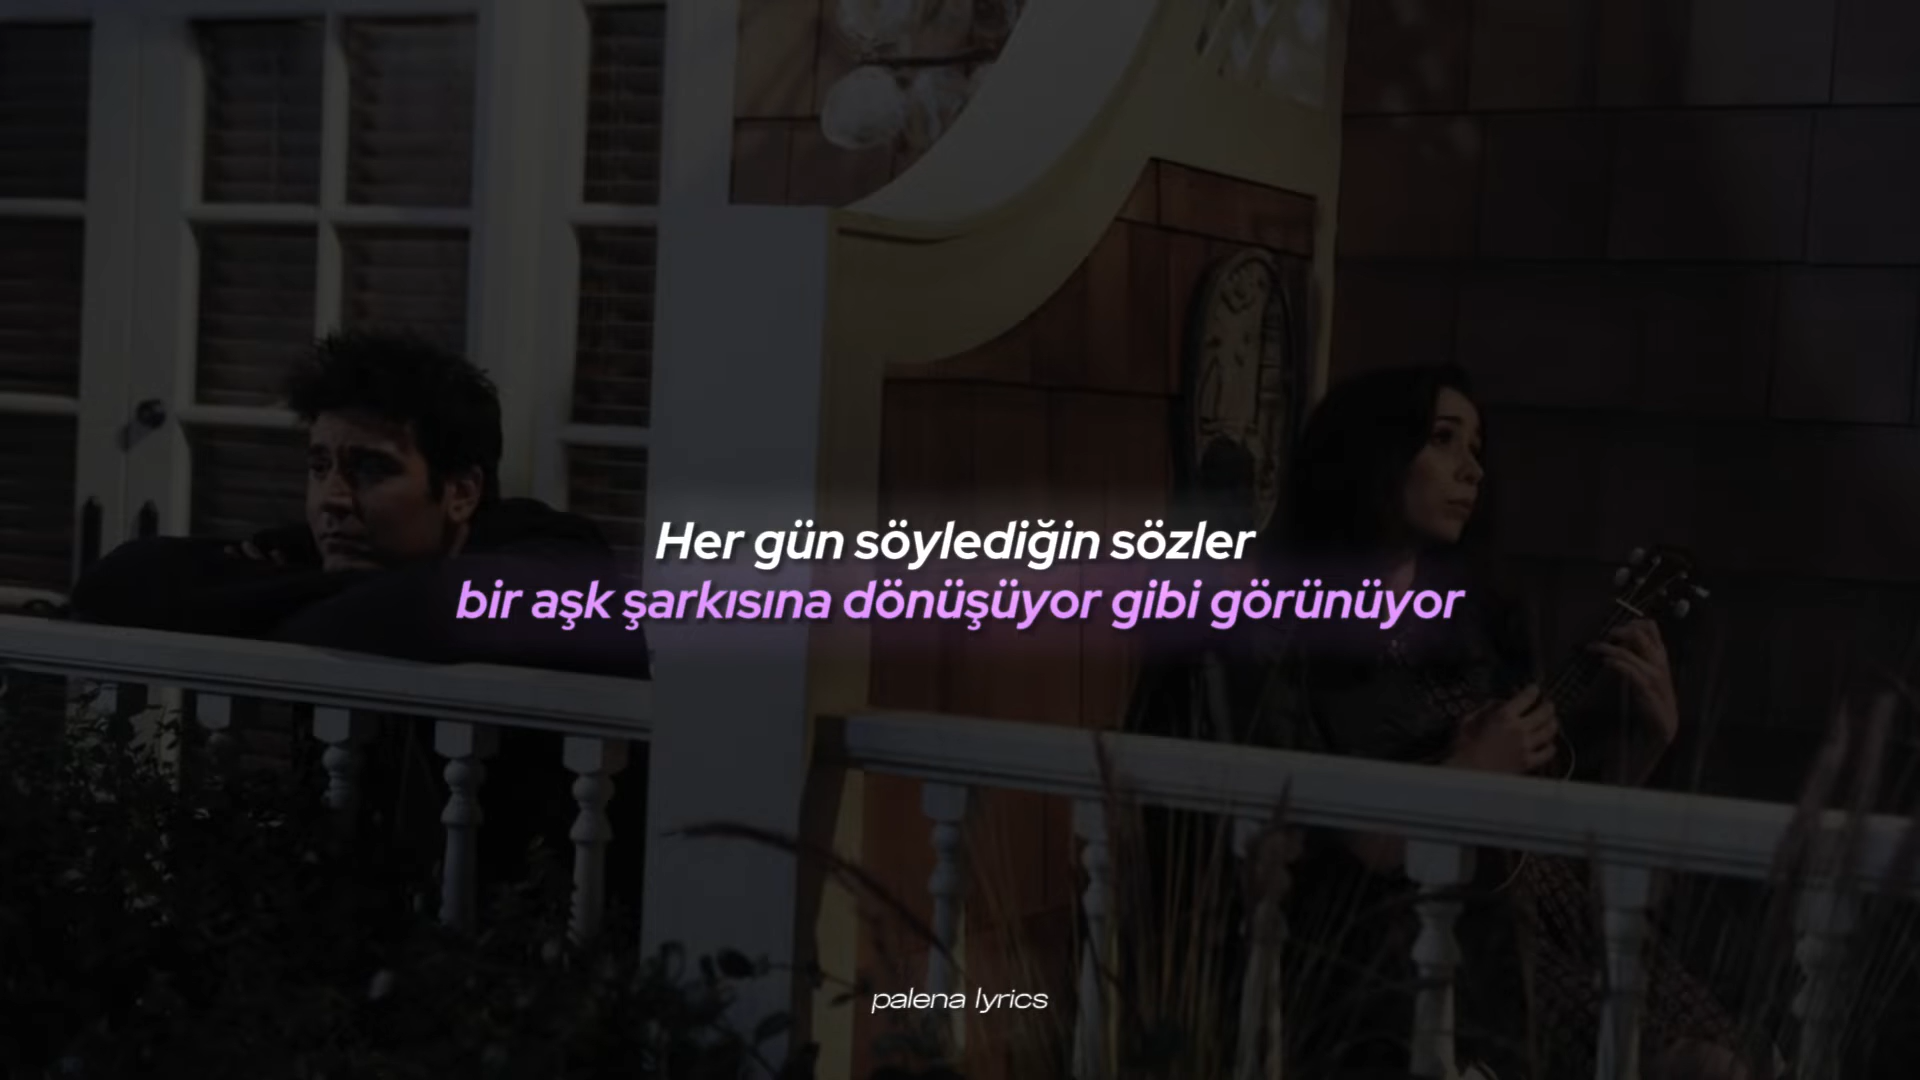 Her gün söylediğin sözler
bir aşk şarkısına dönüşüyor gibi görünüyor
palena lyrics